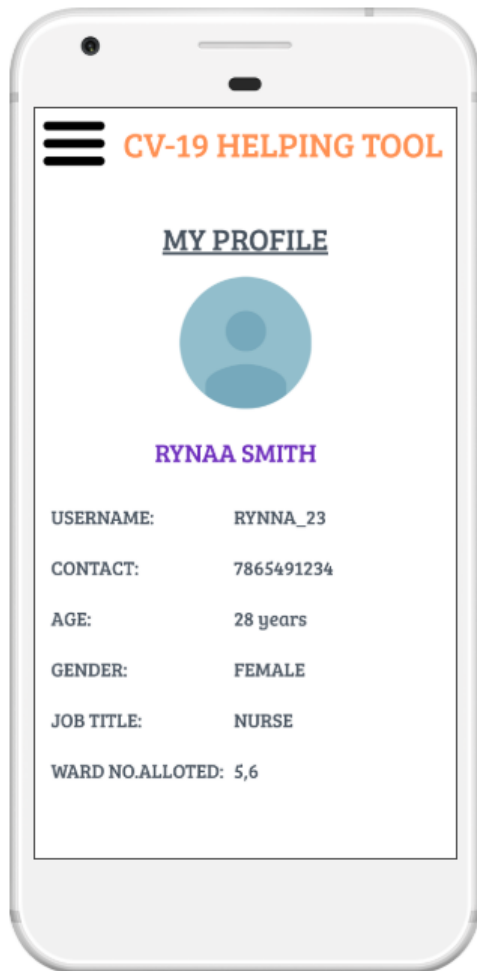 CV-19 HELPING TOOL
MY PROFILE
RYNAA SMITH
USERNAME: RYNNA_23
CONTACT: 7865491234
AGE: 28 years
GENDER: FEMALE
JOB TITLE: NURSE
WARD NO.ALLOTED: 5,6